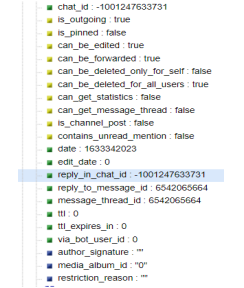 chat_id : -1001247633731
is_outgoing : true
is_pinned : false
can_be_edited : true
can_be_forwarded : true
can_be_deleted_only_for_self : false
can_be_deleted_for_all_users : true
can_get_statistics : false
can_get_message_thread : false
is_channel_post : false
contains_unread_mention : false
date : 1633342023
edit_date : 0
reply_in_chat_id : -1001247633731
reply_to_message_id : 6542065664
message_thread_id : 6542065664
ttl : 0
ttl_expires_in : 0
via_bot_user_id : 0
author_signature : ""
media_album_id : "0"
restriction_reason : ""